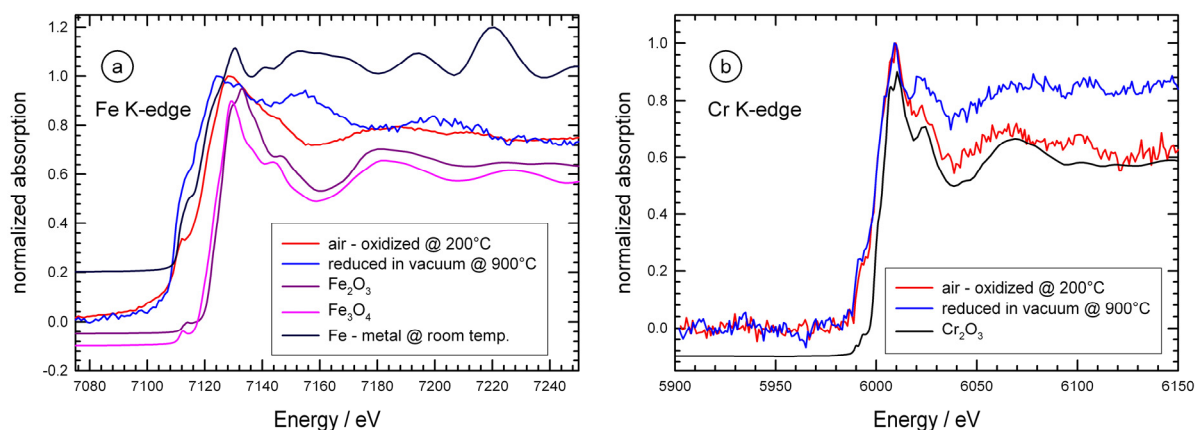 a
Fe K-edge
normalized absorption
1.2
1.0
0.8
0.6
0.4
0.2
0.0
-0.2
air - oxidized @ 200°C
reduced in vacuum @ 900°C
Fe2O3
Fe3O4
Fe - metal @ room temp.
7080 7100 7120 7140 7160 7180 7200 7220 7240
Energy / eV
b
Cr K-edge
normalized absorption
1.0
0.8
0.6
0.4
0.2
0.0
air - oxidized @ 200°C
reduced in vacuum @ 900°C
Cr2O3
5900 5950 6000 6050 6100 6150
Energy / eV